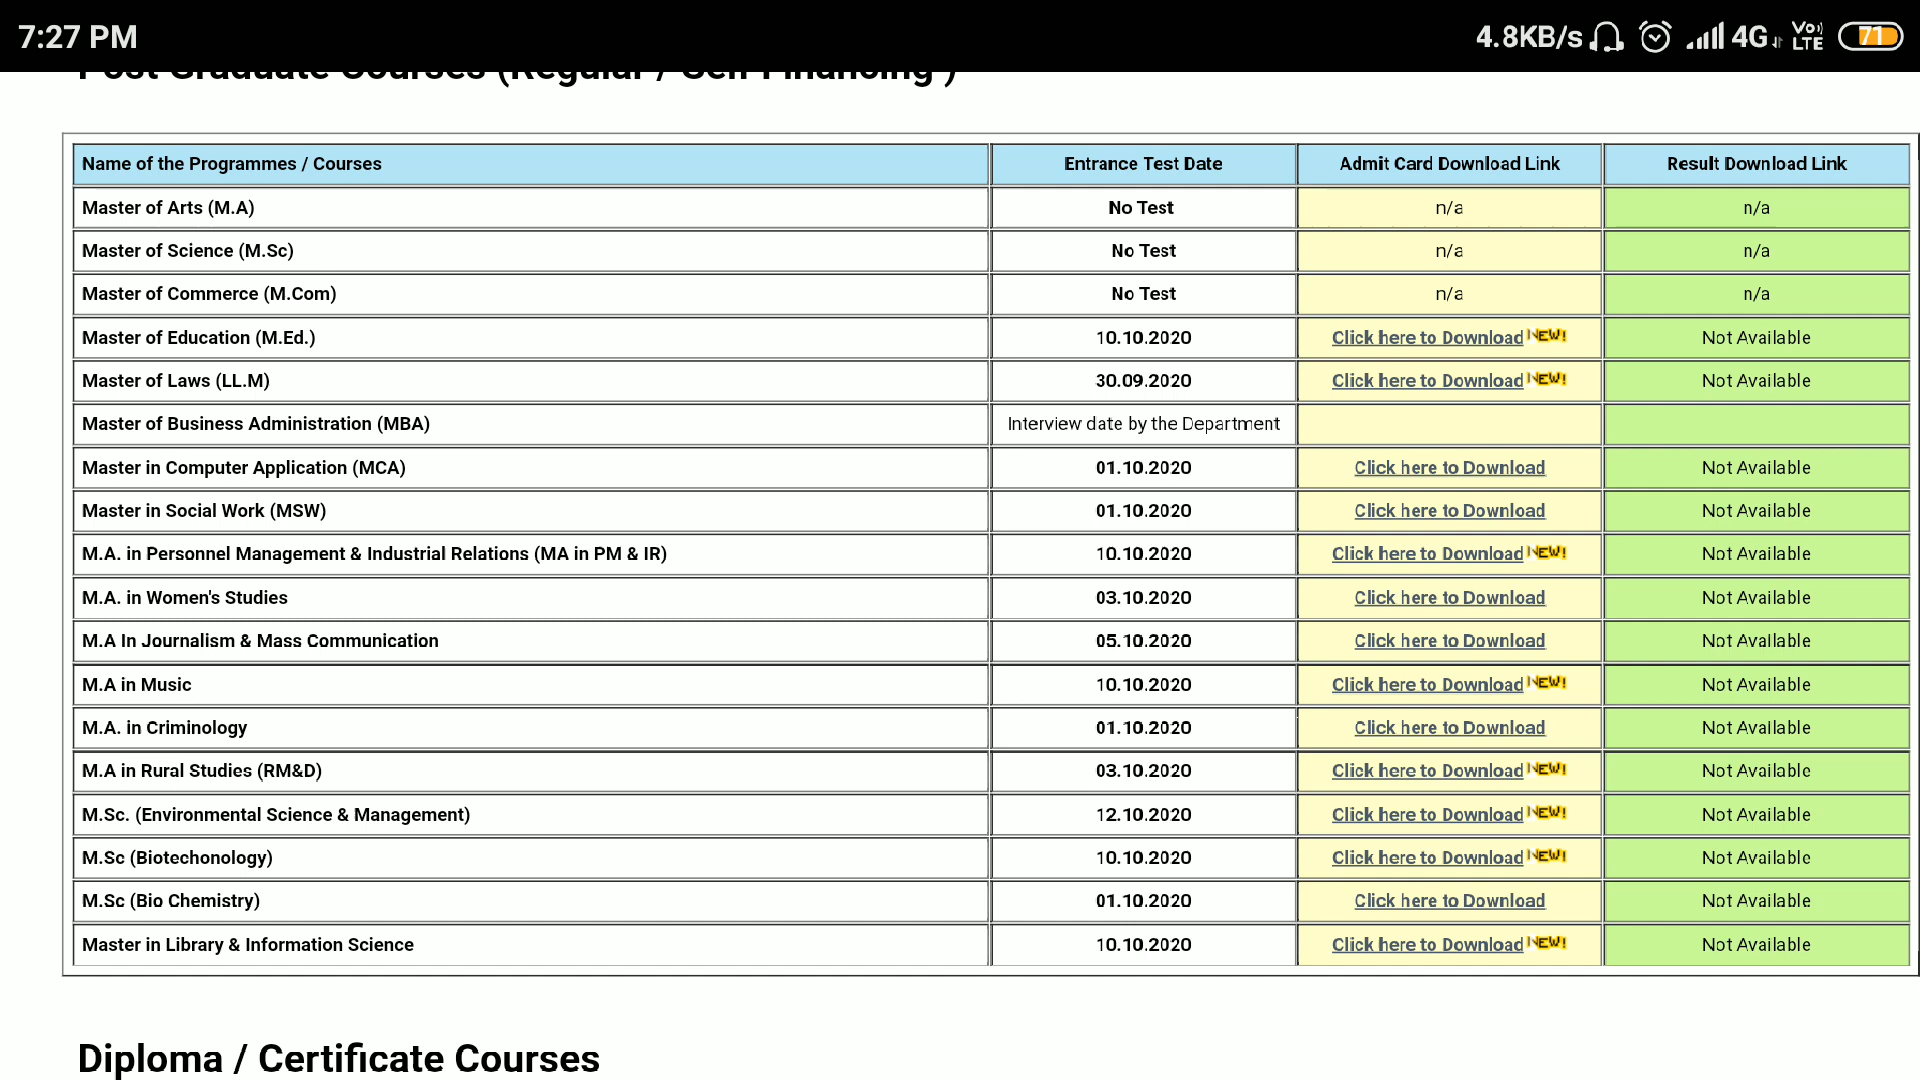 7:27 PM 4.8KB/s 4G Vo) LTE 71
Post Graduate Courses (Regular / Self-Financing )
Name of the Programmes / Courses Entrance Test Date Admit Card Download Link Result Download Link
Master of Arts (M.A) No Test n/a n/a
Master of Science (M.Sc) No Test n/a n/a
Master of Commerce (M.Com) No Test n/a n/a
Master of Education (M.Ed.) 10.10.2020 Click here to Download NEW! Not Available
Master of Laws (LL.M) 30.09.2020 Click here to Download NEW! Not Available
Master of Business Administration (MBA) Interview date by the Department
Master in Computer Application (MCA) 01.10.2020 Click here to Download Not Available
Master in Social Work (MSW) 01.10.2020 Click here to Download Not Available
M.A. in Personnel Management & Industrial Relations (MA in PM & IR) 10.10.2020 Click here to Download NEW! Not Available
M.A. in Women's Studies 03.10.2020 Click here to Download Not Available
M.A In Journalism & Mass Communication 05.10.2020 Click here to Download Not Available
M.A in Music 10.10.2020 Click here to Download NEW! Not Available
M.A. in Criminology 01.10.2020 Click here to Download Not Available
M.A in Rural Studies (RM&D) 03.10.2020 Click here to Download NEW! Not Available
M.Sc. (Environmental Science & Management) 12.10.2020 Click here to Download NEW! Not Available
M.Sc (Biotechonology) 10.10.2020 Click here to Download NEW! Not Available
M.Sc (Bio Chemistry) 01.10.2020 Click here to Download Not Available
Master in Library & Information Science 10.10.2020 Click here to Download NEW! Not Available
Diploma / Certificate Courses